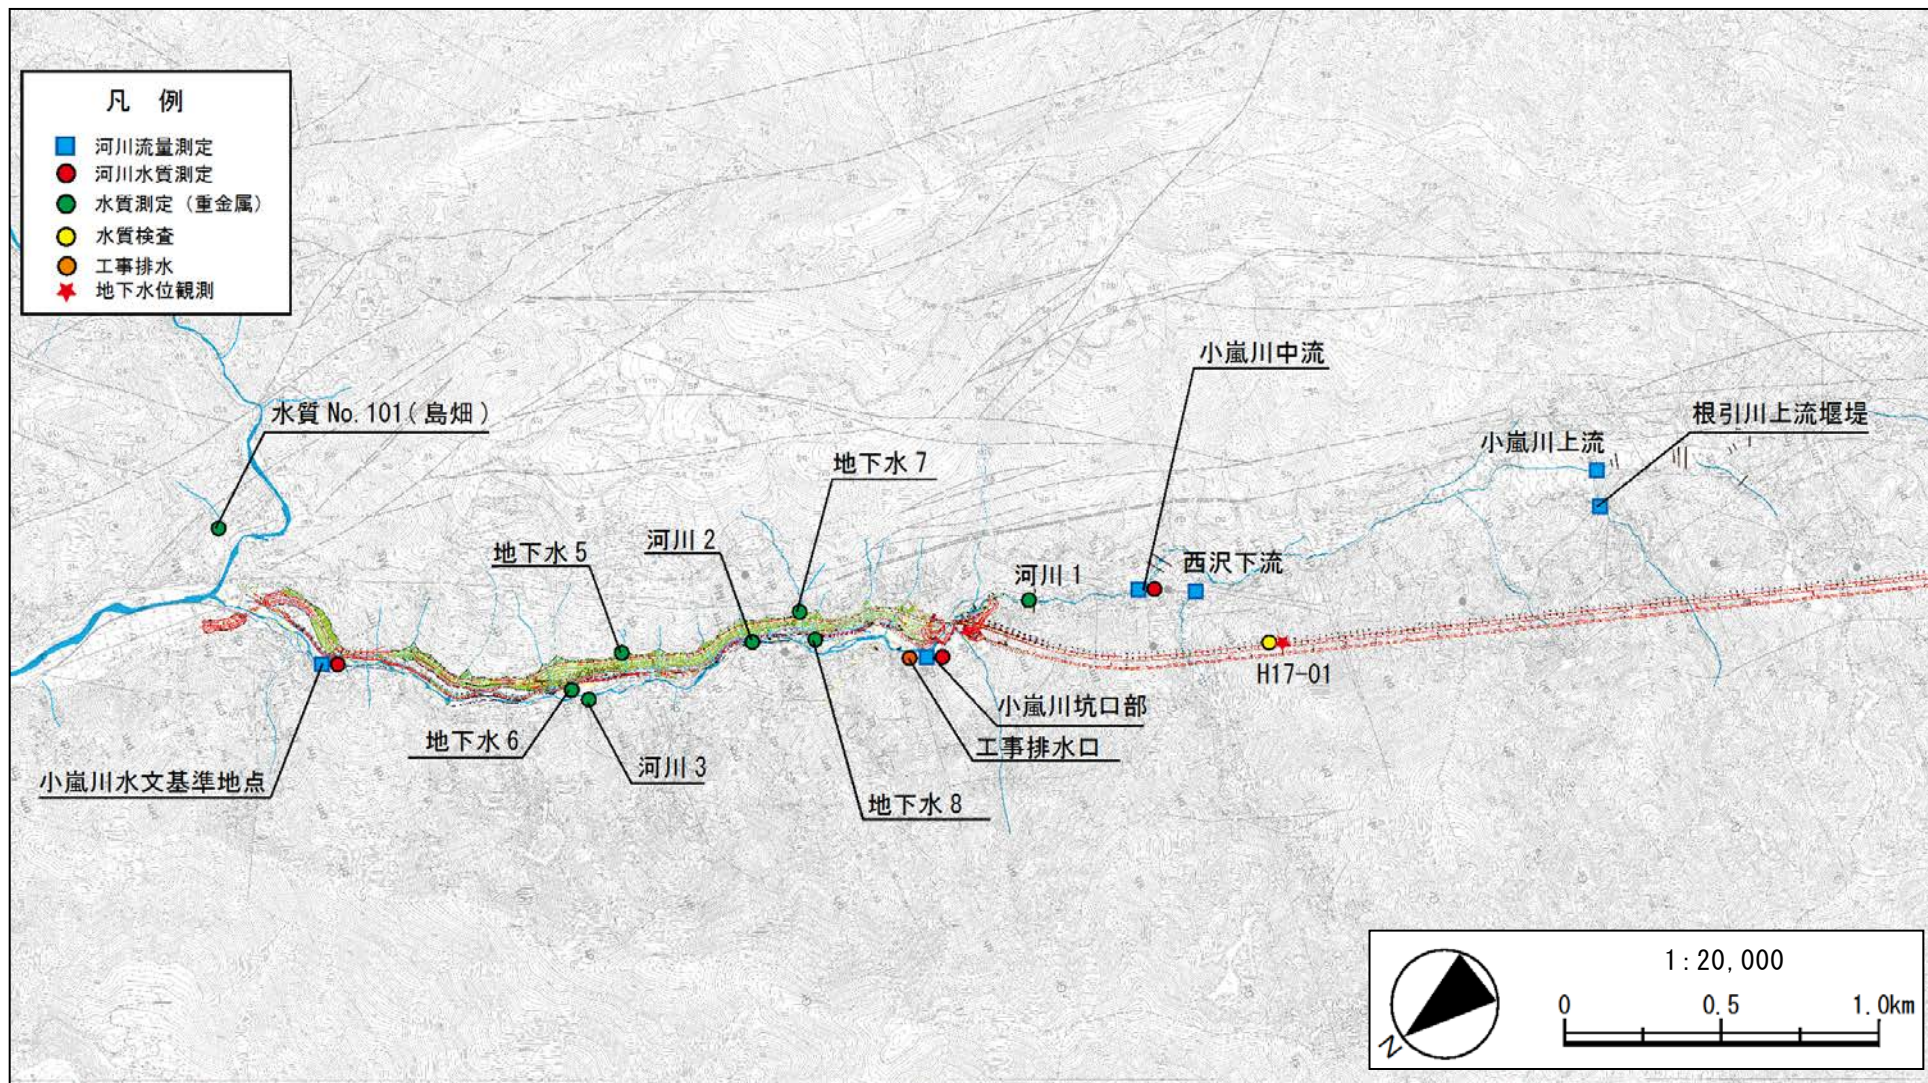 凡 例
河川流量測定
河川水質測定
水質測定（重金属）
水質検査
工事排水
地下水位観測
小嵐川中流
水質 No.101(島畑)
根引川上流堰堤
小嵐川上流
地下水 7
河川 2
地下水 5
西沢下流
河川 1
H17-01
小嵐川坑口部
地下水 6
工事排水口
河川 3
小嵐川水文基準地点
地下水 8
1:20,000
0 0.5 1.0km
N